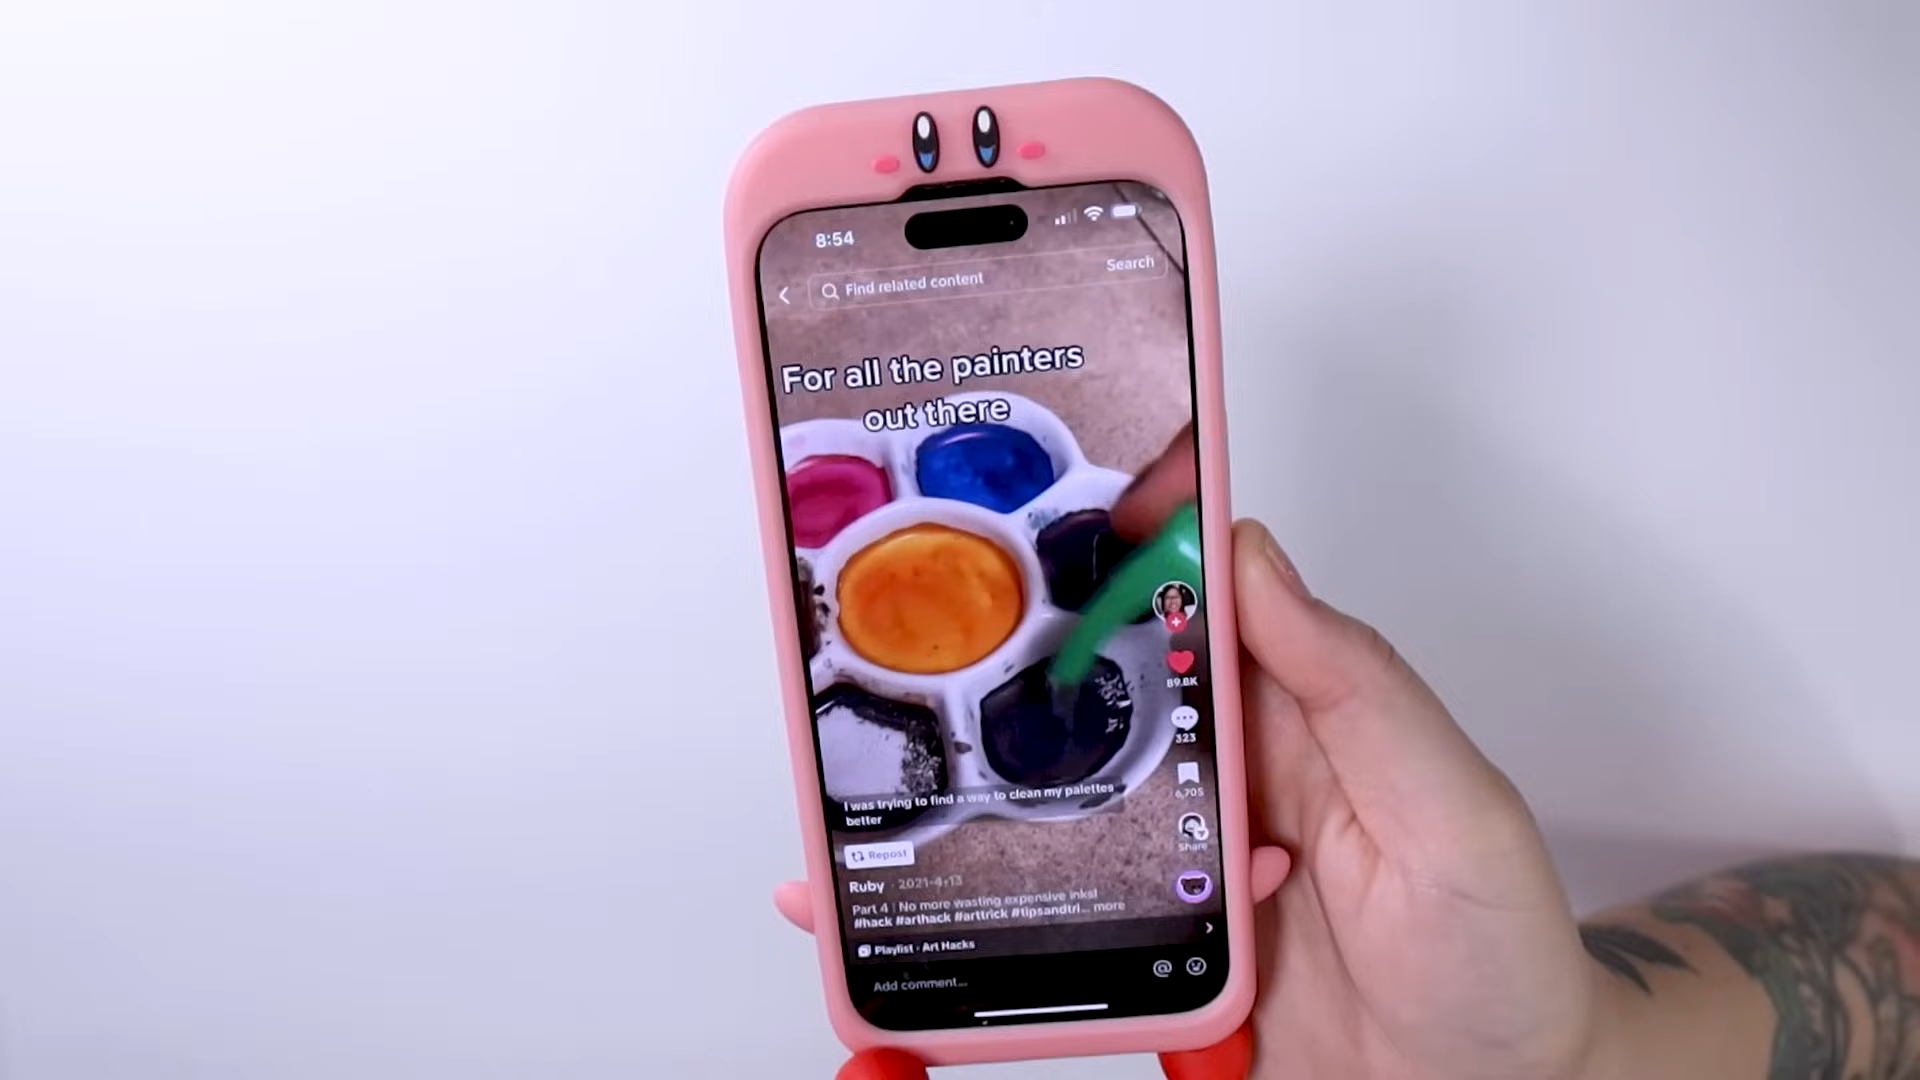 8:54
Find related content
Search
For all the painters
out there
89.8K
323
6,705
Share
I was trying to find a way to clean my palettes
better
Repost
Ruby · 2021-4-13
Part 4 | No more wasting expensive inks!
#hack #arthack #arttrick #tipsandtri... more
Playlist · Art Hacks
Add comment...